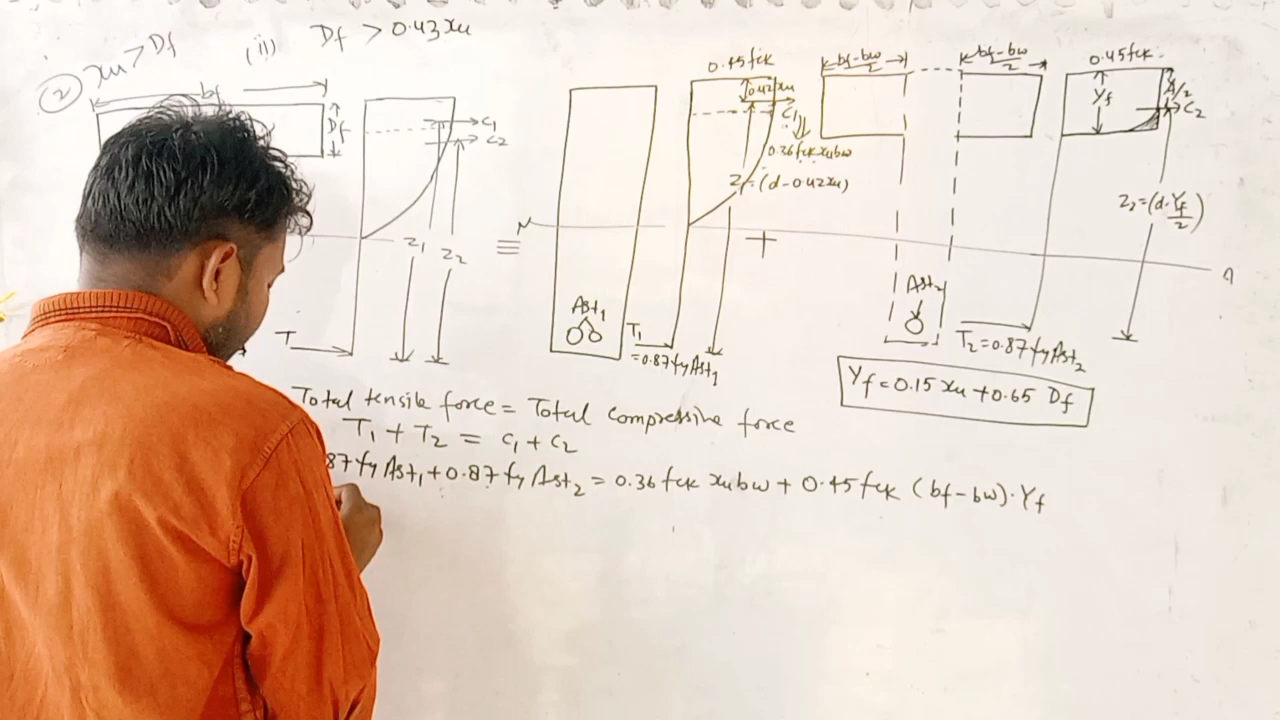 ② xu > Df (ii) Df > 0.43xu
bf
Df
C1
C2
Z1
Z2
T
≡
N
Ast1
0.45fck
0.42xu
C1
0.36fck xubw
Z1=(d-0.42xu)
T1
=0.87fyAst1
+
bf-bw/2
bf-bw/2
Ast2
0.45fck
Yf
Yf/2
C2
Z2=(d-Yf/2)
A
T2=0.87fyAst2
Yf=0.15xu+0.65 Df
Total tensile force = Total compressive force
T1+T2 = C1+C2
87fyAst1+0.87fyAst2=0.36fck xubw+0.45fck (bf-bw).Yf